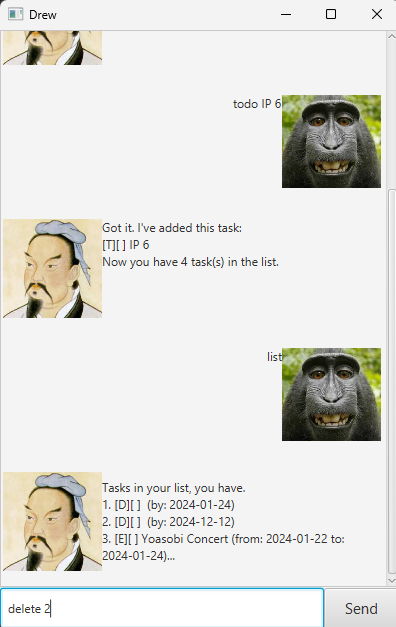 Drew
todo IP 6
Got it. I've added this task:
[T][ ] IP 6
Now you have 4 task(s) in the list.
list
Tasks in your list, you have.
1. [D][ ]  (by: 2024-01-24)
2. [D][ ]  (by: 2024-12-12)
3. [E][ ] Yoasobi Concert (from: 2024-01-22 to:
2024-01-24)...
delete 2
Send